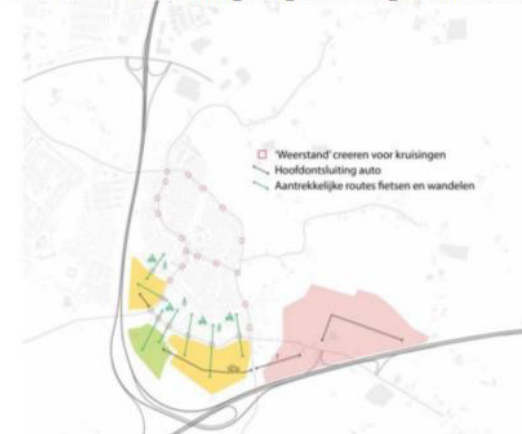 'Weerstand' creeren voor kruisingen
Hoofdontsluiting auto
Aantrekkelijke routes fietsen en wandelen